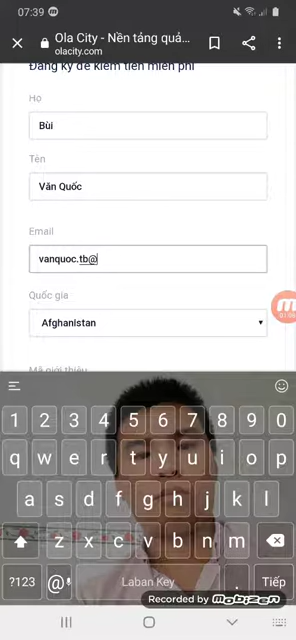 07:39
Ola City - Nền tảng quả...
olacity.com
Đăng ký để kiếm tiền miễn phí
Họ
Bùi
Tên
Văn Quốc
Email
vanquoc.tb@
Quốc gia
Afghanistan
Mã giới thiệu
1 2 3 4 5 6 7 8 9 0
q w e r t y u i o p
a s d f g h j k l
z x c v b n m
?123 @ Laban Key . Tiếp
Recorded by mobizen